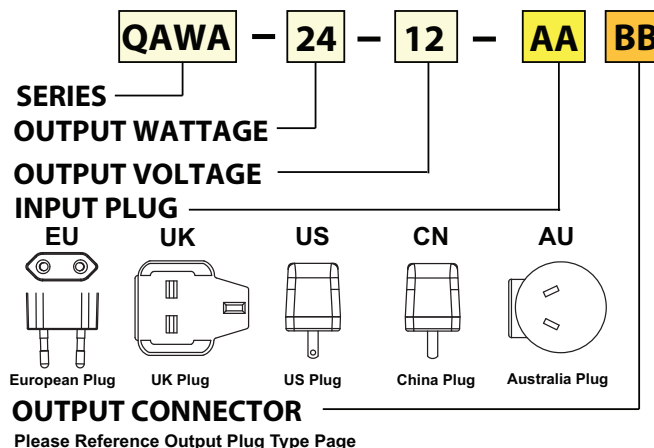 QAWA – 24 – 12 – AA BB
SERIES
OUTPUT WATTAGE
OUTPUT VOLTAGE
INPUT PLUG
EU UK US CN AU
European Plug UK Plug US Plug China Plug Australia Plug
OUTPUT CONNECTOR
Please Reference Output Plug Type Page